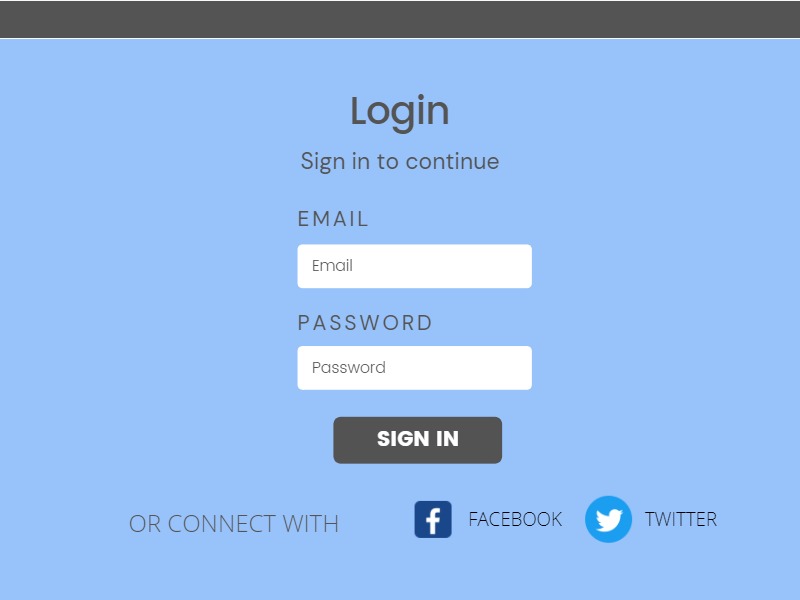 Login
Sign in to continue
EMAIL
Email
PASSWORD
Password
SIGN IN
OR CONNECT WITH FACEBOOK TWITTER